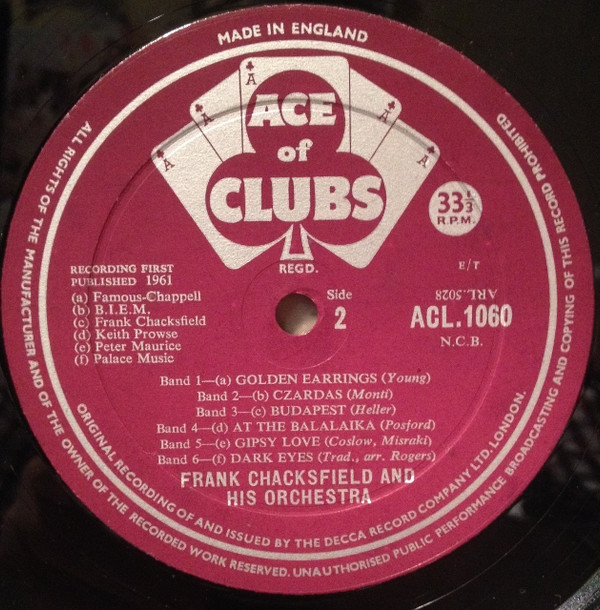 MADE IN ENGLAND
A
A
A
A
A
ACE
of
CLUBS
REGD.
33⅓
R.P.M.
E/T
ARL.5028
RECORDING FIRST
PUBLISHED 1961
(a) Famous-Chappell
(b) B.I.E.M.
(c) Frank Chacksfield
(d) Keith Prowse
(e) Peter Maurice
(f) Palace Music
Side
2
ACL.1060
N.C.B.
Band 1—(a) GOLDEN EARRINGS (Young)
Band 2—(b) CZARDAS (Monti)
Band 3—(c) BUDAPEST (Heller)
Band 4—(d) AT THE BALALAIKA (Posford)
Band 5—(e) GIPSY LOVE (Coslow, Misraki)
Band 6—(f) DARK EYES (Trad., arr. Rogers)
FRANK CHACKSFIELD AND
HIS ORCHESTRA
ORIGINAL RECORDING OF AND ISSUED BY THE DECCA RECORD COMPANY LTD. LONDON.
ALL RIGHTS OF THE MANUFACTURER AND OF THE OWNER OF THE RECORDED WORK RESERVED. UNAUTHORISED PUBLIC PERFORMANCE BROADCASTING AND COPYING OF THIS RECORD PROHIBITED